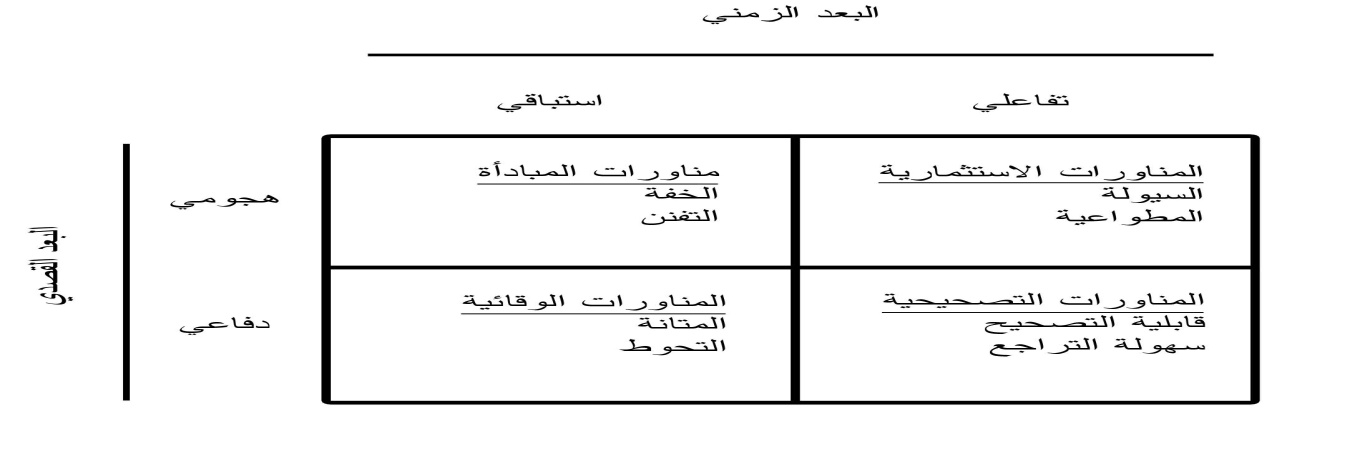 البعد الزمني
تفاعلي
استباقي
هجومي
المناورات الاستثمارية
السيولة
المطواعية
مناورات المبادأة
الخفة
التفنن
البعد القصدي
دفاعي
المناورات التصحيحية
قابلية التصحيح
سهولة التراجع
المناورات الوقائية
المتانة
التحوط